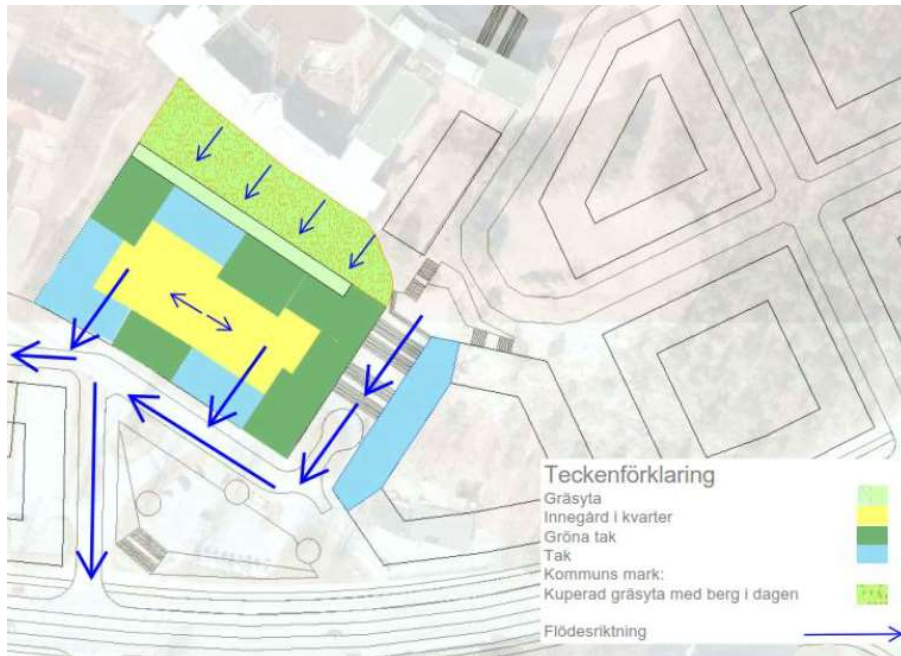 Teckenförklaring
Gräsyta
Innegård i kvarter
Gröna tak
Tak
Kommuns mark:
Kuperad gräsyta med berg i dagen
Flödesriktning